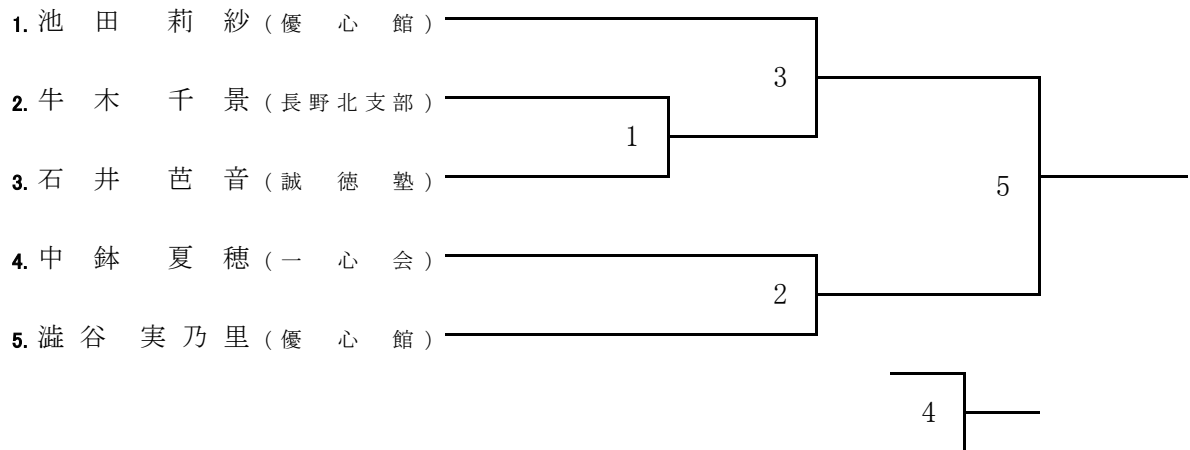 1. 池田 莉紗 (優心館)
3
2. 牛木 千景 (長野北支部)
1
3. 石井 芭音 (誠徳塾)
5
4. 中鉢 夏穂 (一心会)
2
5. 澁谷 実乃里 (優心館)
4